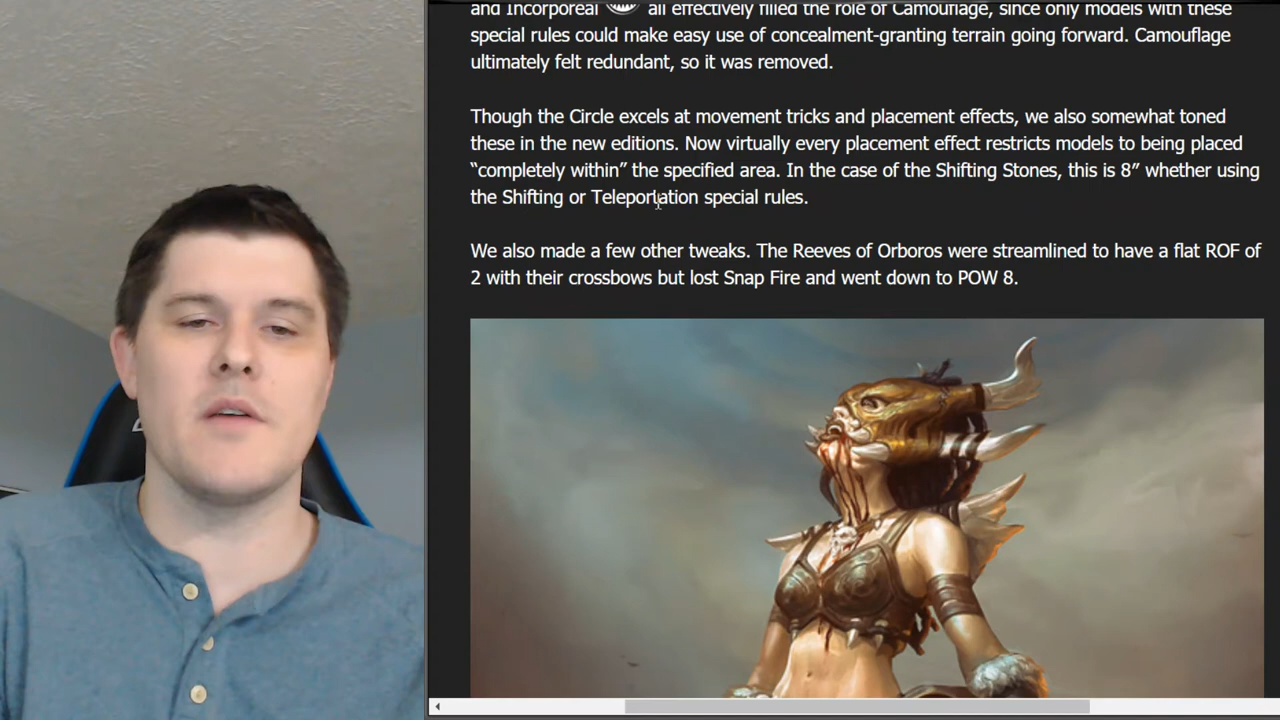 and Incorporeal all effectively filled the role of Camouflage, since only models with these
special rules could make easy use of concealment-granting terrain going forward. Camouflage
ultimately felt redundant, so it was removed.
Though the Circle excels at movement tricks and placement effects, we also somewhat toned
these in the new editions. Now virtually every placement effect restricts models to being placed
“completely within” the specified area. In the case of the Shifting Stones, this is 8” whether using
the Shifting or Teleportation special rules.
We also made a few other tweaks. The Reeves of Orboros were streamlined to have a flat ROF of
2 with their crossbows but lost Snap Fire and went down to POW 8.